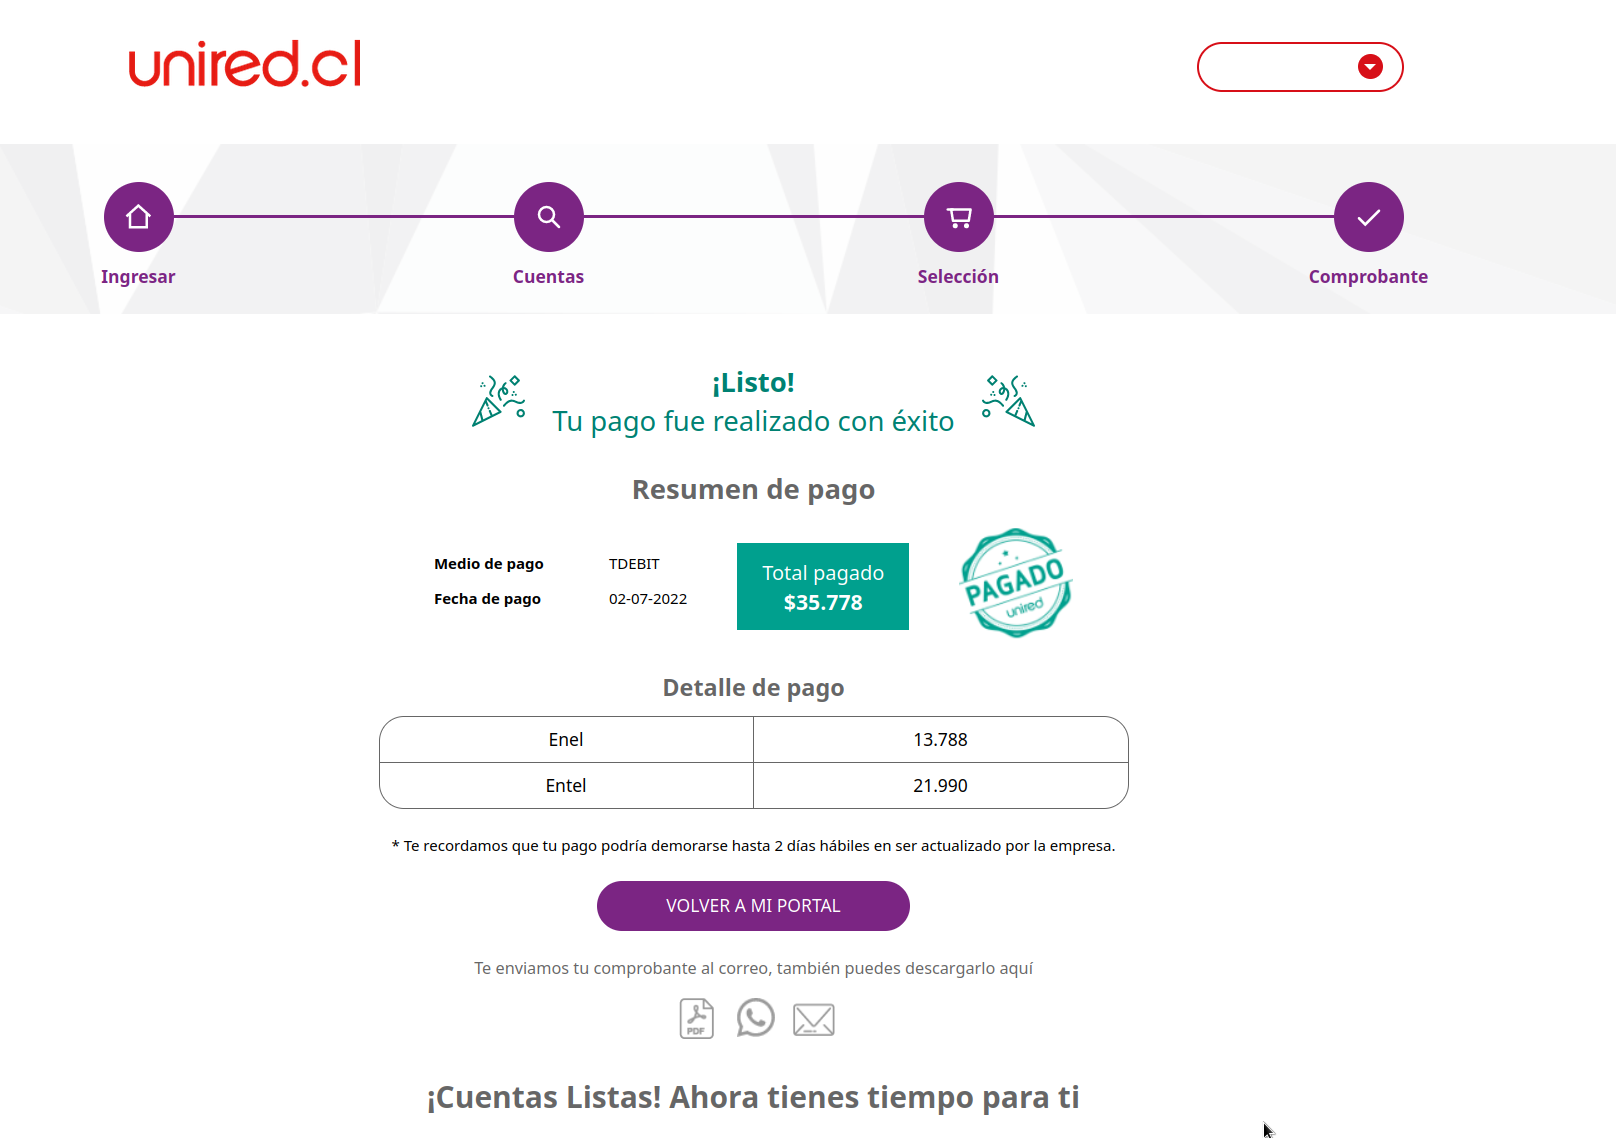 unired.cl
Ingresar
Cuentas
Selección
Comprobante
¡Listo!
Tu pago fue realizado con éxito
Resumen de pago
Medio de pago TDEBIT
Fecha de pago 02-07-2022
Total pagado
$35.778
PAGADO
unired
Detalle de pago
Enel 13.788
Entel 21.990
* Te recordamos que tu pago podría demorarse hasta 2 días hábiles en ser actualizado por la empresa.
VOLVER A MI PORTAL
Te enviamos tu comprobante al correo, también puedes descargarlo aquí
PDF
¡Cuentas Listas! Ahora tienes tiempo para ti